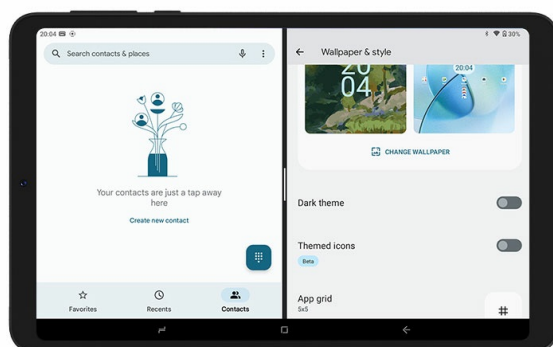 20:04
30%
Search contacts & places
Wallpaper & style
20
04
20:04
CHANGE WALLPAPER
Your contacts are just a tap away
here
Create new contact
Dark theme
Themed icons
Beta
App grid
5x5
Favorites
Recents
Contacts